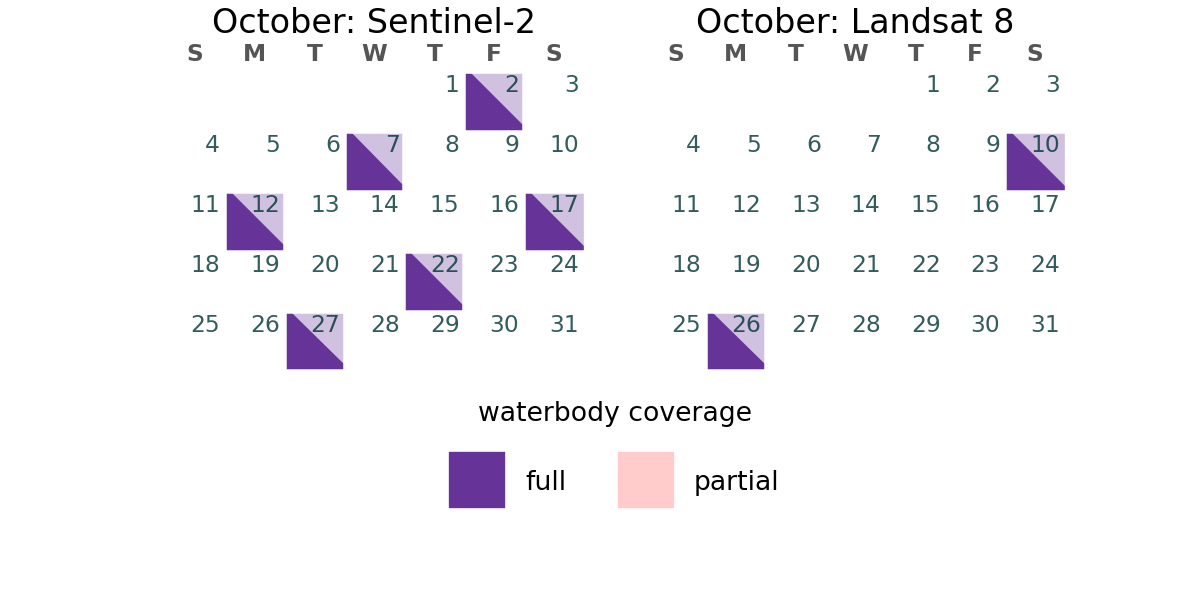 October: Sentinel-2
S M T W T F S
1 2 3
4 5 6 7 8 9 10
11 12 13 14 15 16 17
18 19 20 21 22 23 24
25 26 27 28 29 30 31
October: Landsat 8
S M T W T F S
1 2 3
4 5 6 7 8 9 10
11 12 13 14 15 16 17
18 19 20 21 22 23 24
25 26 27 28 29 30 31
waterbody coverage
full partial